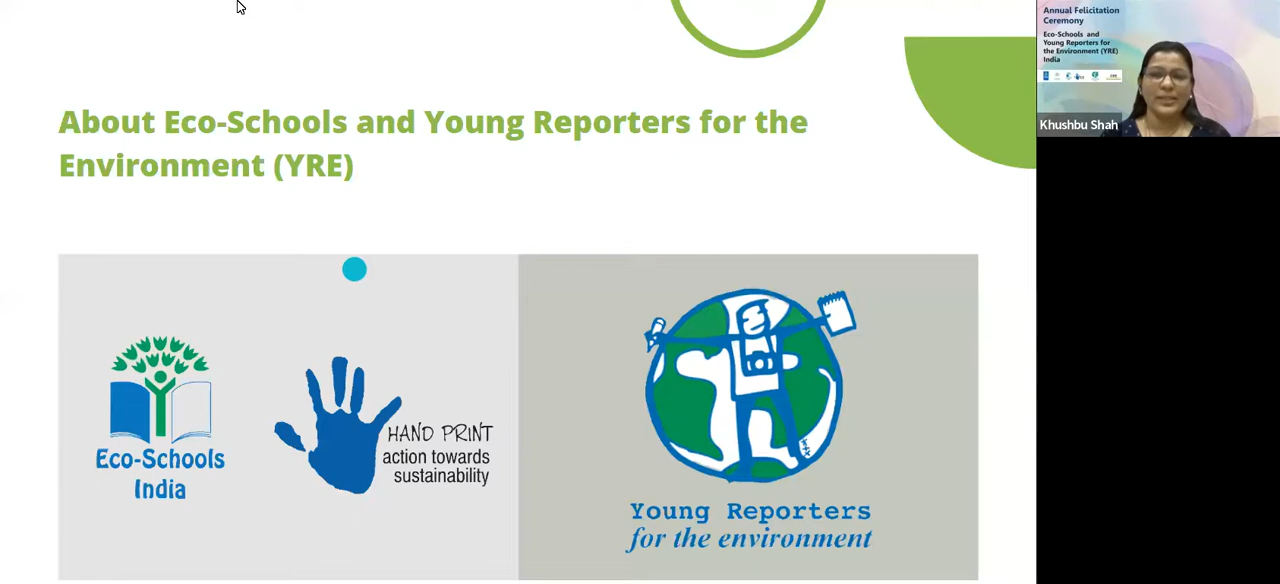 About Eco-Schools and Young Reporters for the
Environment (YRE)
Eco-Schools
India
HAND PRINT
action towards
sustainability
Young Reporters
for the environment
Annual Felicitation
Ceremony
Eco-Schools and
Young Reporters for
the Environment (YRE)
India
Khushbu Shah